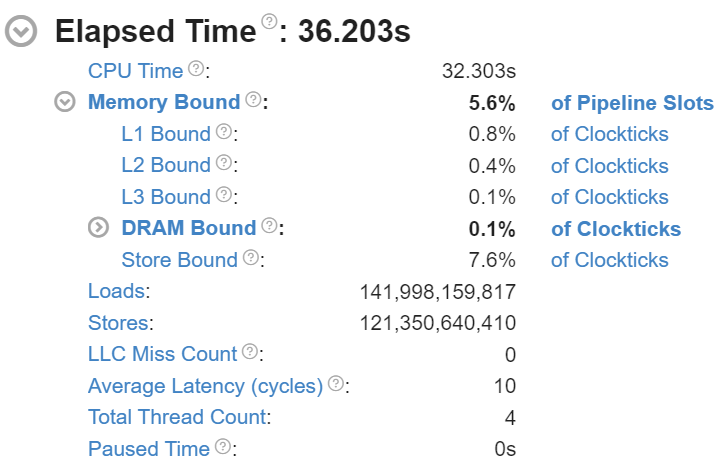 Elapsed Time ?: 36.203s
CPU Time ?: 32.303s
Memory Bound ?: 5.6% of Pipeline Slots
L1 Bound ?: 0.8% of Clockticks
L2 Bound ?: 0.4% of Clockticks
L3 Bound ?: 0.1% of Clockticks
DRAM Bound ?: 0.1% of Clockticks
Store Bound ?: 7.6% of Clockticks
Loads: 141,998,159,817
Stores: 121,350,640,410
LLC Miss Count ?: 0
Average Latency (cycles) ?: 10
Total Thread Count: 4
Paused Time ?: 0s